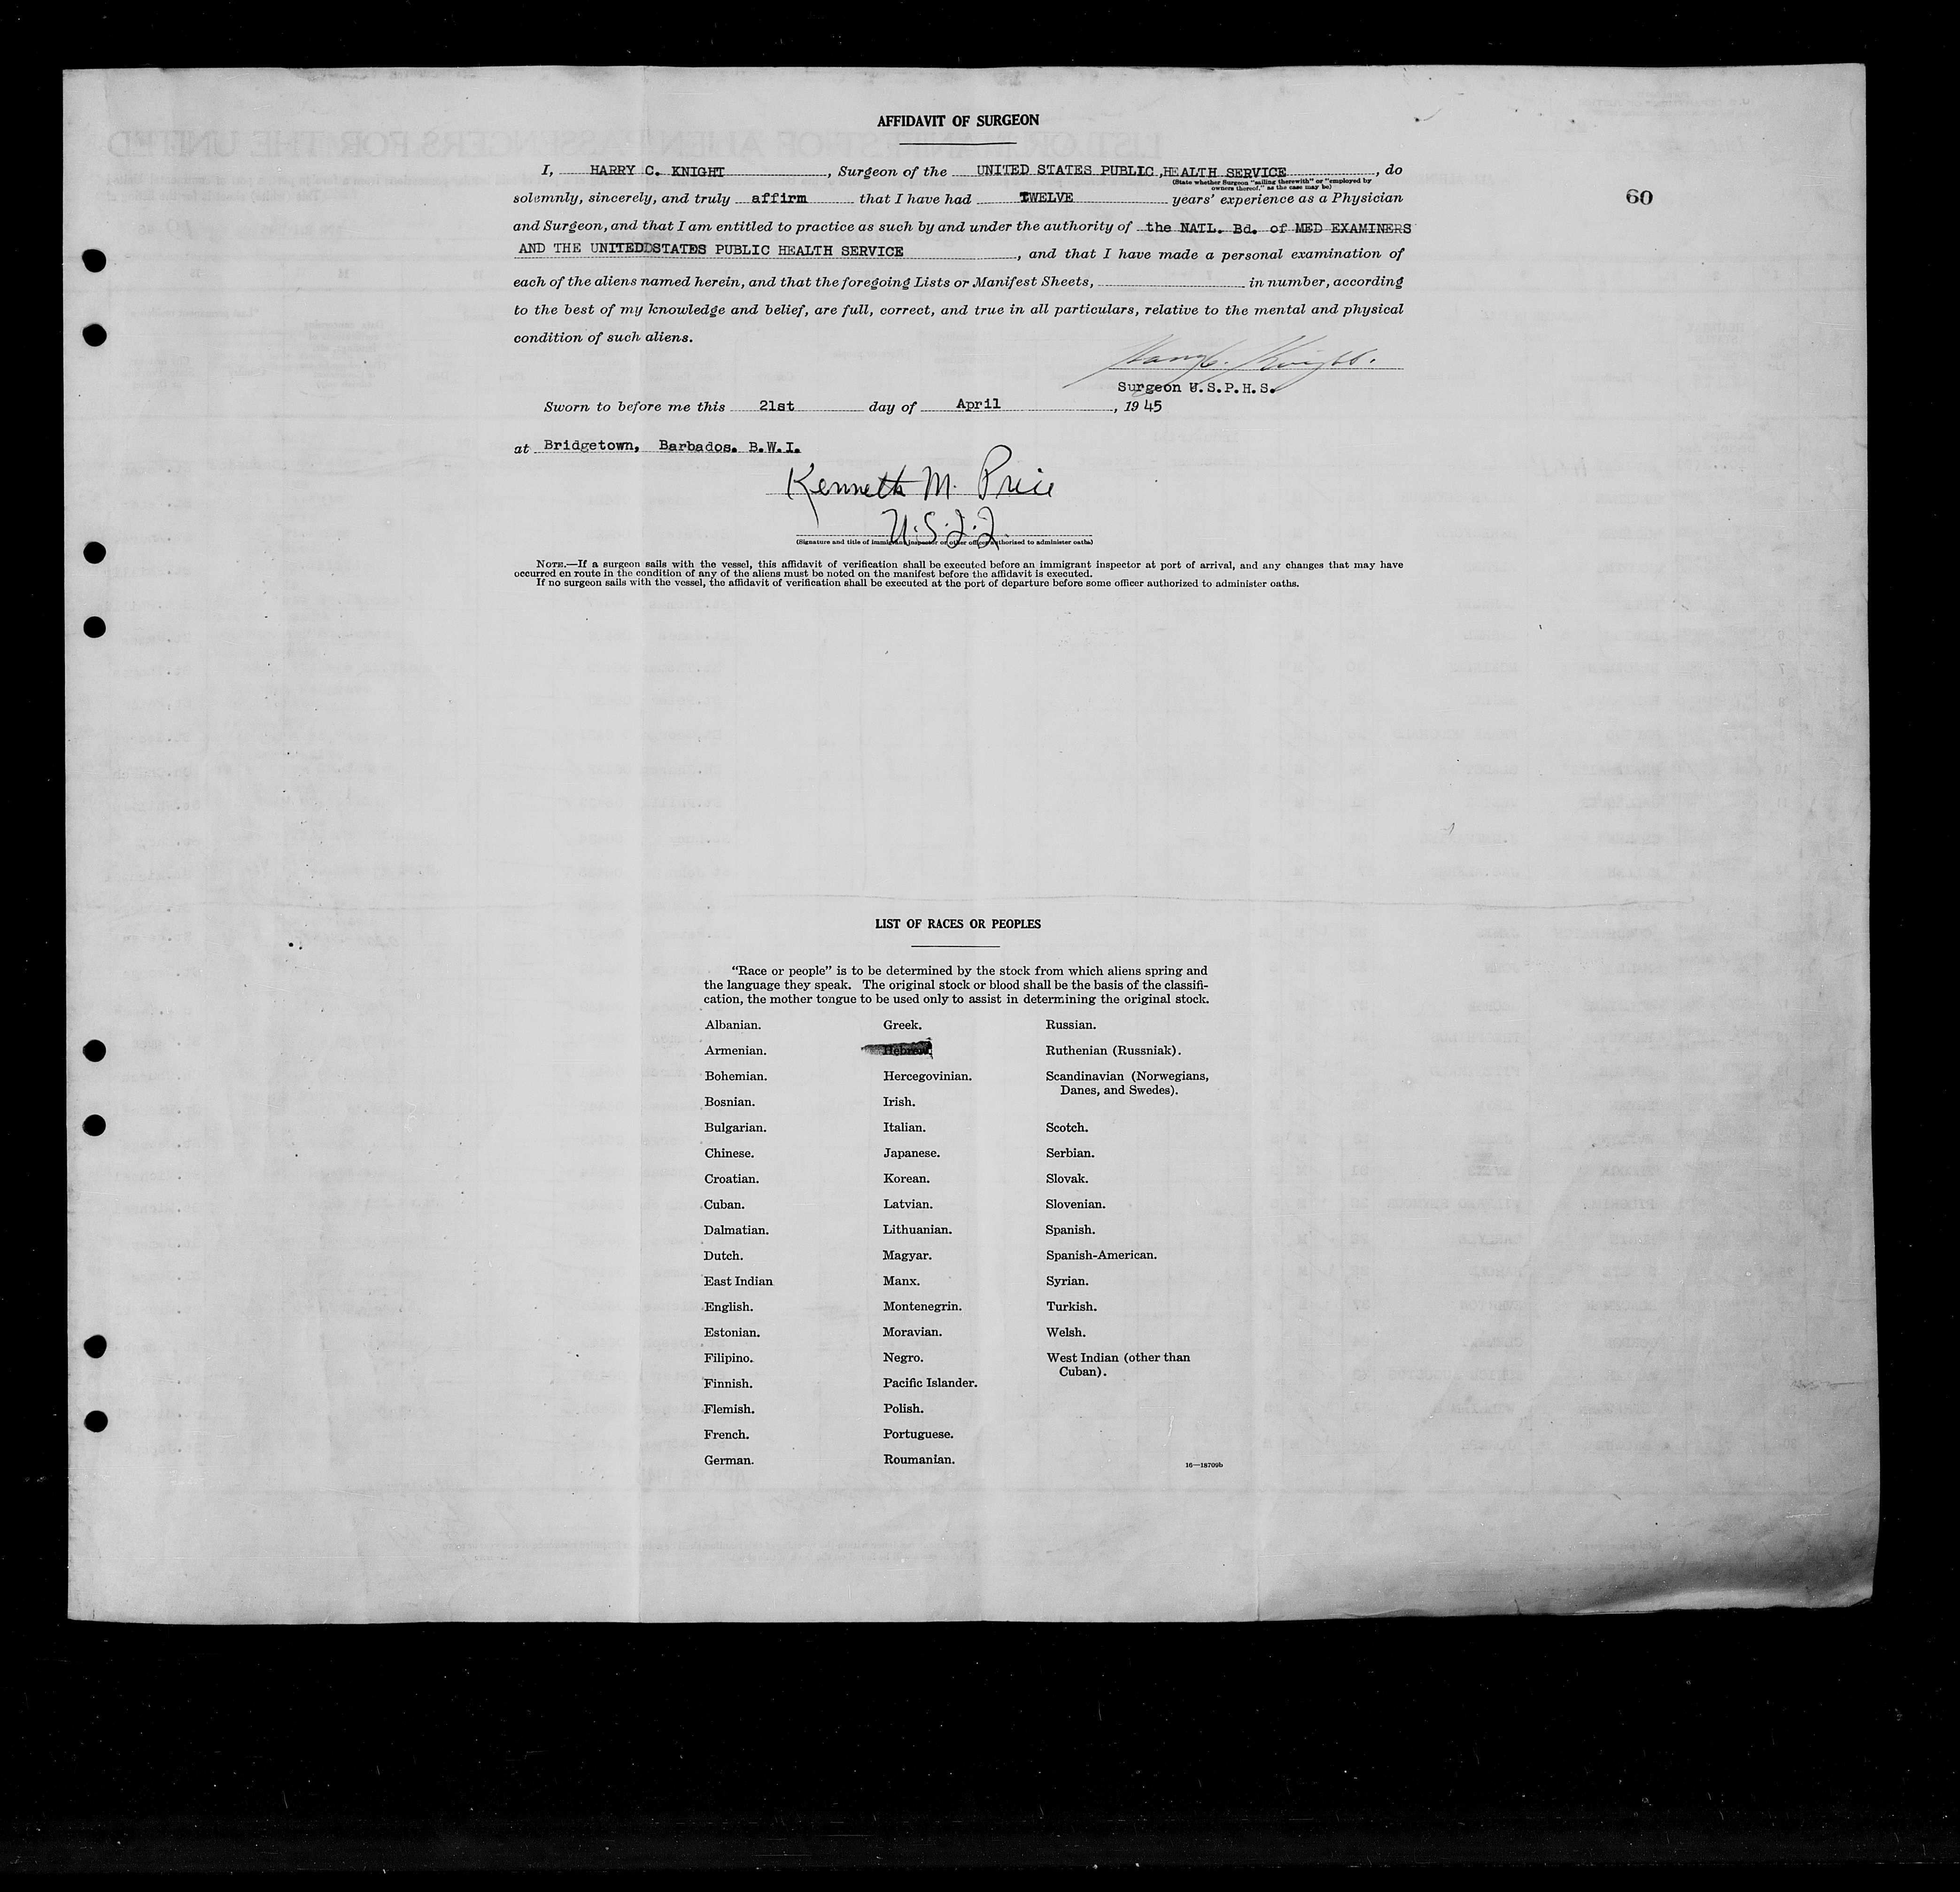 AFFIDAVIT OF SURGEON
I, HARRY C. KNIGHT, Surgeon of the UNITED STATES PUBLIC ,HEALTH SERVICE, do
(State whether Surgeon "sailing therewith" or "employed by
owners thereof," as the case may be)
60
solemnly, sincerely, and truly affirm that I have had TWELVE years' experience as a Physician
and Surgeon, and that I am entitled to practice as such by and under the authority of the NATL. Bd. of MED EXAMINERS
AND THE UNITEDDSTATES PUBLIC HEALTH SERVICE, and that I have made a personal examination of
each of the aliens named herein, and that the foregoing Lists or Manifest Sheets, in number, according
to the best of my knowledge and belief, are full, correct, and true in all particulars, relative to the mental and physical
condition of such aliens.
Harry C. Knight.
Surgeon U.S.P.H.S.
Sworn to before me this 21st day of April, 1945
at Bridgetown, Barbados. B.W.I.
Kenneth M. Price
U.S.I.I.
(Signature and title of immigrant inspector or other officer authorized to administer oaths)
NOTE.—If a surgeon sails with the vessel, this affidavit of verification shall be executed before an immigrant inspector at port of arrival, and any changes that may have
occurred en route in the condition of any of the aliens must be noted on the manifest before the affidavit is executed.
If no surgeon sails with the vessel, the affidavit of verification shall be executed at the port of departure before some officer authorized to administer oaths.
LIST OF RACES OR PEOPLES
"Race or people" is to be determined by the stock from which aliens spring and
the language they speak. The original stock or blood shall be the basis of the classifi-
cation, the mother tongue to be used only to assist in determining the original stock.
Albanian.
Armenian.
Bohemian.
Bosnian.
Bulgarian.
Chinese.
Croatian.
Cuban.
Dalmatian.
Dutch.
East Indian
English.
Estonian.
Filipino.
Finnish.
Flemish.
French.
German.
Greek.
Hebrew.
Hercegovinian.
Irish.
Italian.
Japanese.
Korean.
Latvian.
Lithuanian.
Magyar.
Manx.
Montenegrin.
Moravian.
Negro.
Pacific Islander.
Polish.
Portuguese.
Roumanian.
Russian.
Ruthenian (Russniak).
Scandinavian (Norwegians,
Danes, and Swedes).
Scotch.
Serbian.
Slovak.
Slovenian.
Spanish.
Spanish-American.
Syrian.
Turkish.
Welsh.
West Indian (other than
Cuban).
16—18709b